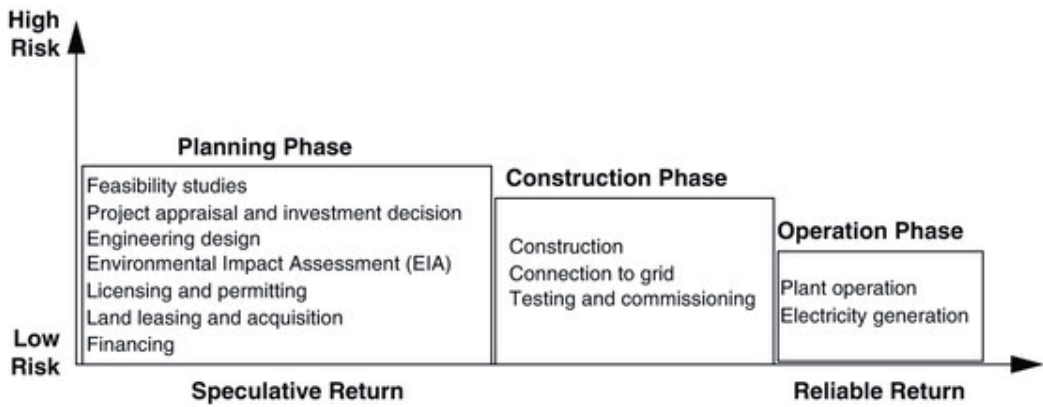 High
Risk
Planning Phase
Feasibility studies
Project appraisal and investment decision
Engineering design
Environmental Impact Assessment (EIA)
Licensing and permitting
Land leasing and acquisition
Financing
Construction Phase
Construction
Connection to grid
Testing and commissioning
Operation Phase
Plant operation
Electricity generation
Low
Risk
Speculative Return
Reliable Return